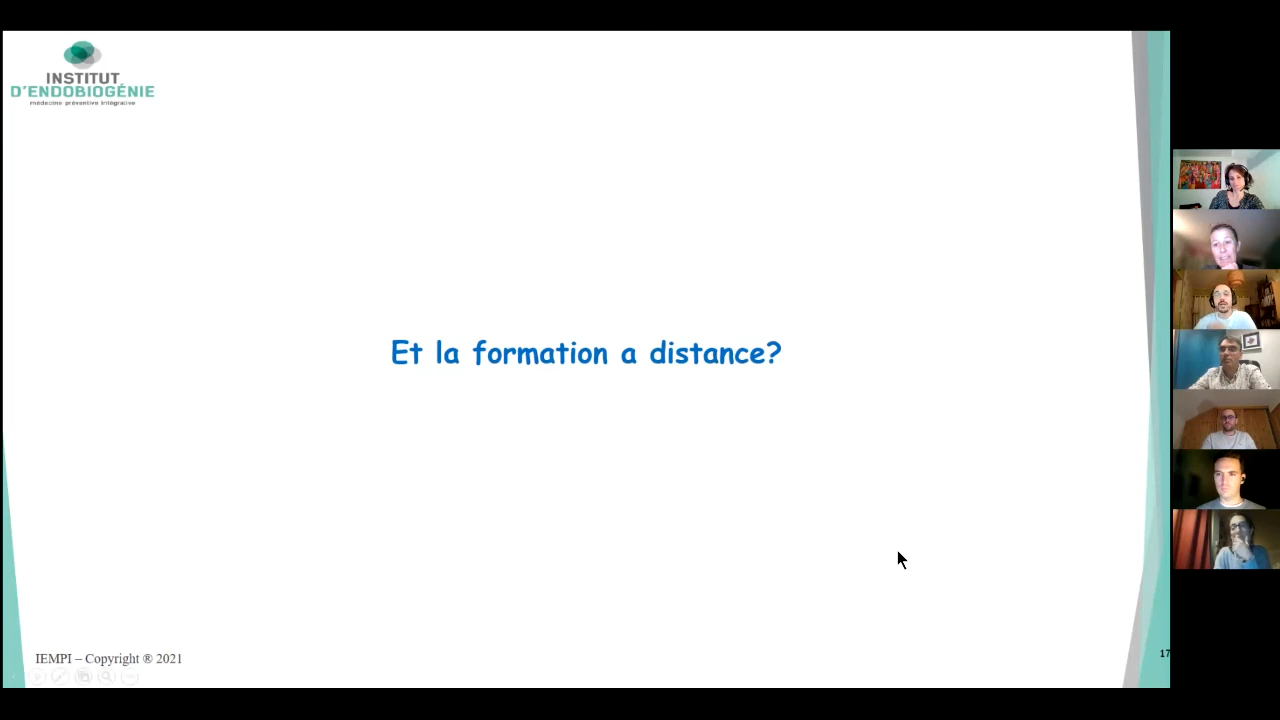 INSTITUT
D'ENDOBIOGÉNIE
médecine préventive intégrative
Et la formation a distance?
IEMPI – Copyright ® 2021
17